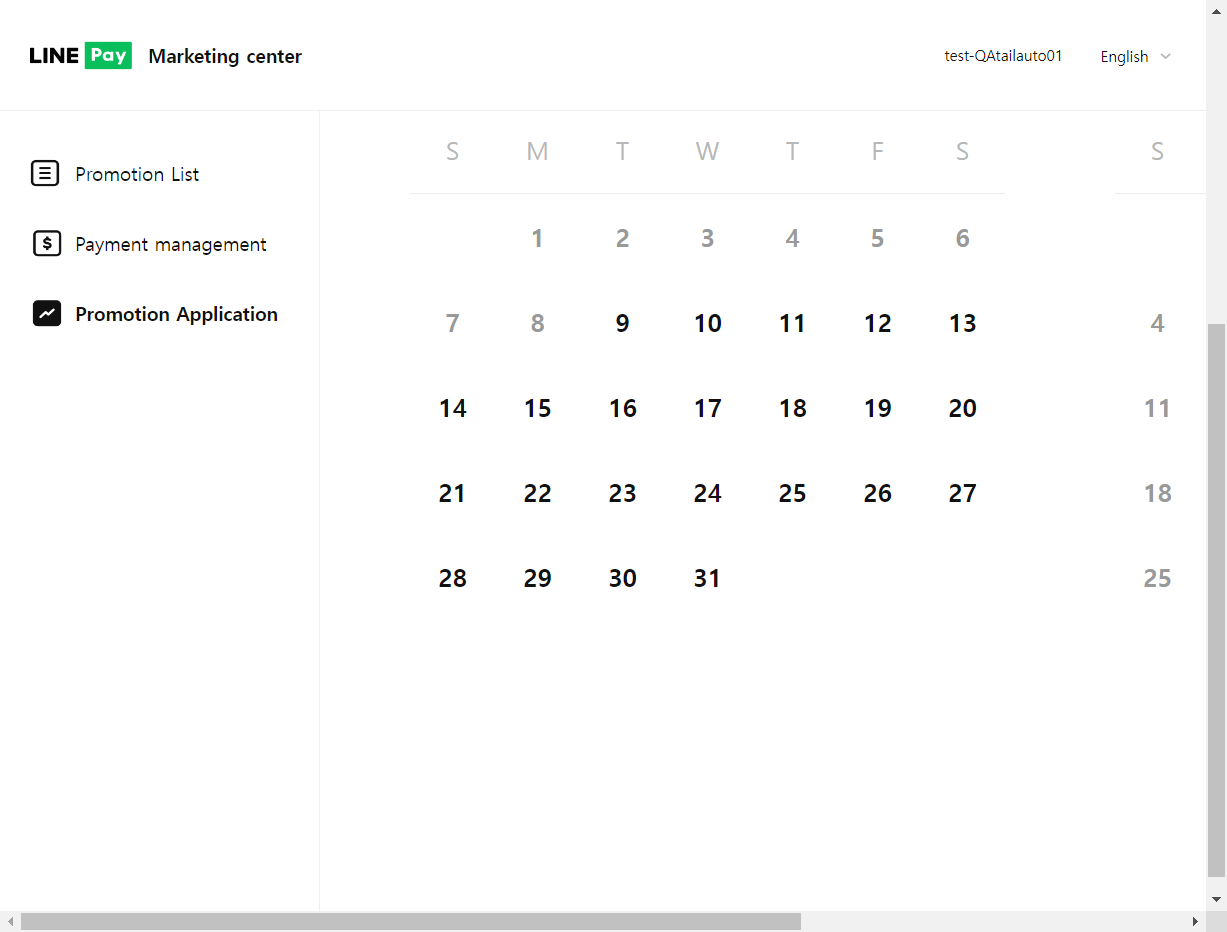 LINE Pay Marketing center
test-QAtailauto01 English
Promotion List
Payment management
Promotion Application
S M T W T F S
1 2 3 4 5 6
7 8 9 10 11 12 13
14 15 16 17 18 19 20
21 22 23 24 25 26 27
28 29 30 31
S
4
11
18
25